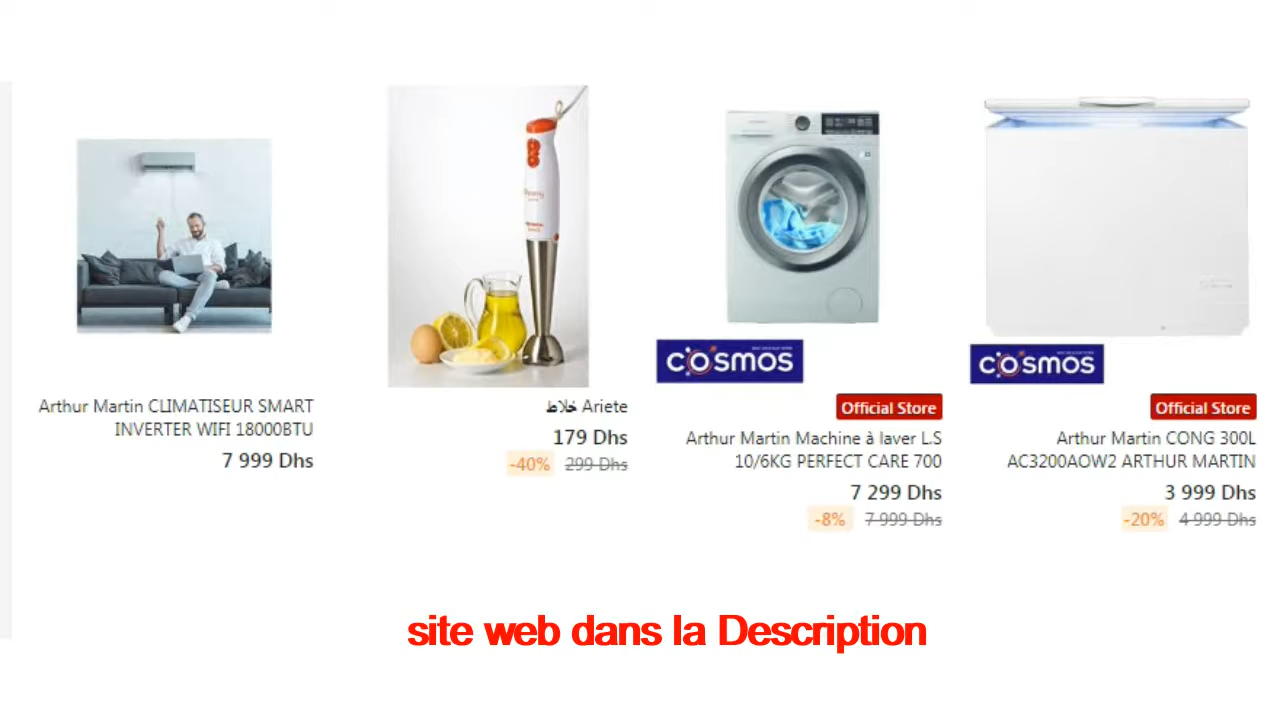 Arthur Martin CLIMATISEUR SMART
INVERTER WIFI 18000BTU
7 999 Dhs
خلاط Ariete
179 Dhs
-40% 299 Dhs
COSMOS
Official Store
Arthur Martin Machine à laver L.S
10/6KG PERFECT CARE 700
7 299 Dhs
-8% 7 999 Dhs
COSMOS
Official Store
Arthur Martin CONG 300L
AC3200AOW2 ARTHUR MARTIN
3 999 Dhs
-20% 4 999 Dhs
site web dans la Description